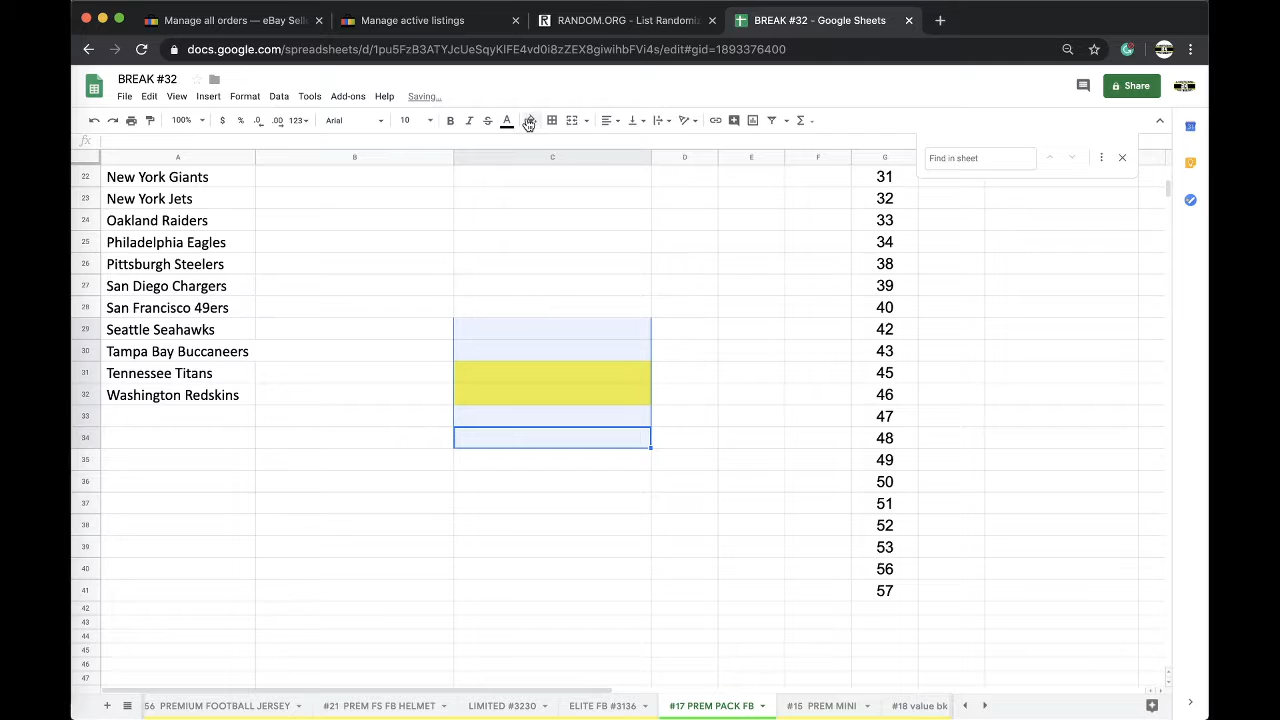 Manage all orders — eBay Sell
Manage active listings
RANDOM.ORG - List Randomi
BREAK #32 - Google Sheets
docs.google.com/spreadsheets/d/1pu5FzB3ATYJcUeSqyKlFE4vd0i8zZEX8giwihbFVi4s/edit#gid=1893376400
BREAK #32
File Edit View Insert Format Data Tools Add-ons Help Saving...
Share
100% $ % .0 .00 123 Arial 10 B I S A
fx
Find in sheet
A B C D E F G
22 New York Giants 31
23 New York Jets 32
24 Oakland Raiders 33
25 Philadelphia Eagles 34
26 Pittsburgh Steelers 38
27 San Diego Chargers 39
28 San Francisco 49ers 40
29 Seattle Seahawks 42
30 Tampa Bay Buccaneers 43
31 Tennessee Titans 45
32 Washington Redskins 46
33 47
34 48
35 49
36 50
37 51
38 52
39 53
40 56
41 57
42
43
44
45
46
47
56 PREMIUM FOOTBALL JERSEY #21 PREM FS FB HELMET LIMITED #3230 ELITE FB #3136 #17 PREM PACK FB #15 PREM MINI #18 value bk